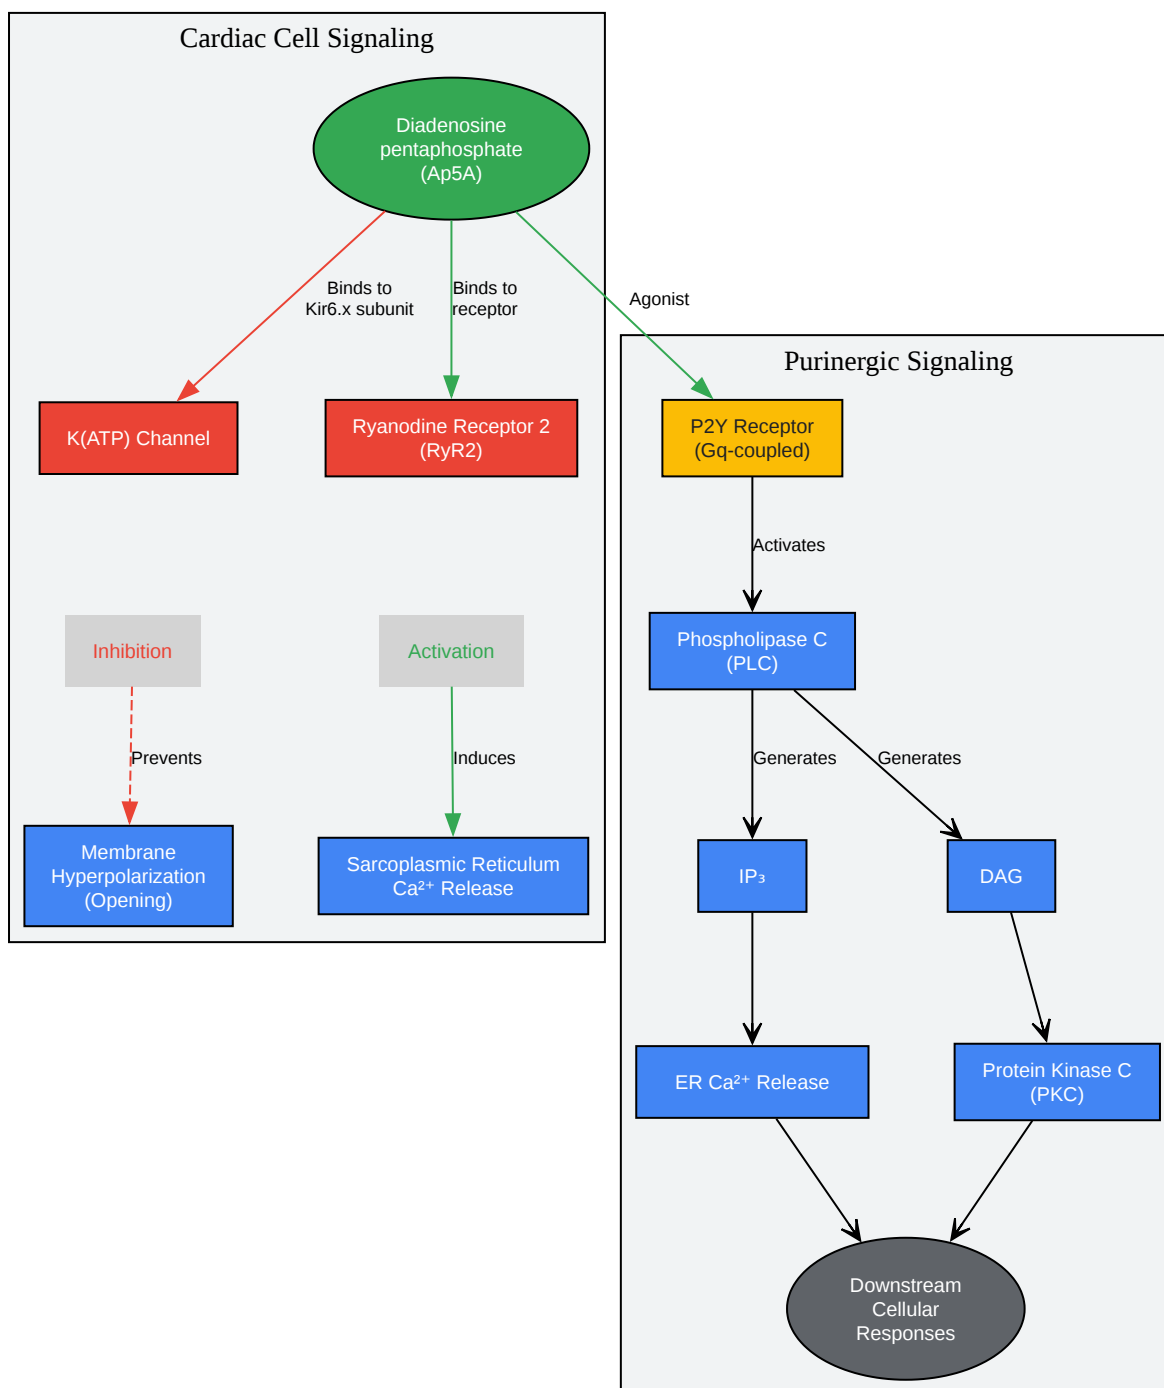 Cardiac Cell Signaling
Diadenosine
pentaphosphate
(Ap5A)
Binds to
Kir6.x subunit
Binds to
receptor
Agonist
Purinergic Signaling
K(ATP) Channel
Ryanodine Receptor 2
(RyR2)
P2Y Receptor
(Gq-coupled)
Activates
Inhibition
Activation
Phospholipase C
(PLC)
Prevents
Induces
Generates
Generates
Membrane
Hyperpolarization
(Opening)
Sarcoplasmic Reticulum
Ca²⁺ Release
IP₃
DAG
ER Ca²⁺ Release
Protein Kinase C
(PKC)
Downstream
Cellular
Responses